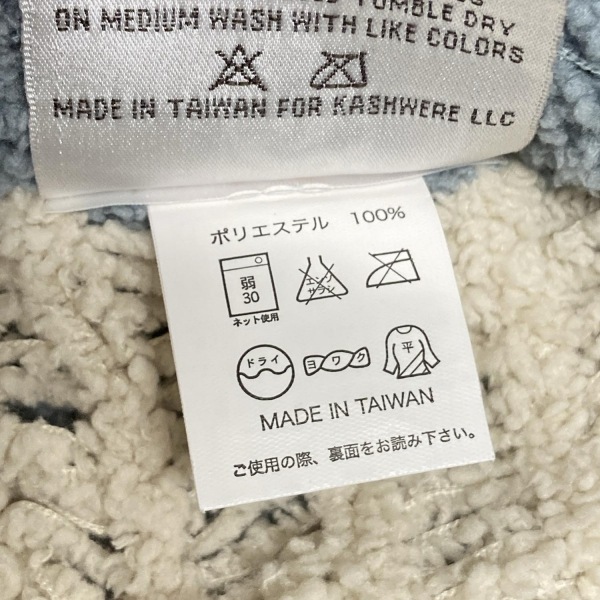 TUMBLE DRY
ON MEDIUM WASH WITH LIKE COLORS
MADE IN TAIWAN FOR KASHWERE LLC
ポリエステル 100%
弱
30
ネット使用
エンソ
サラシ
ドライ
ヨワク
平
MADE IN TAIWAN
ご使用の際、裏面をお読み下さい。